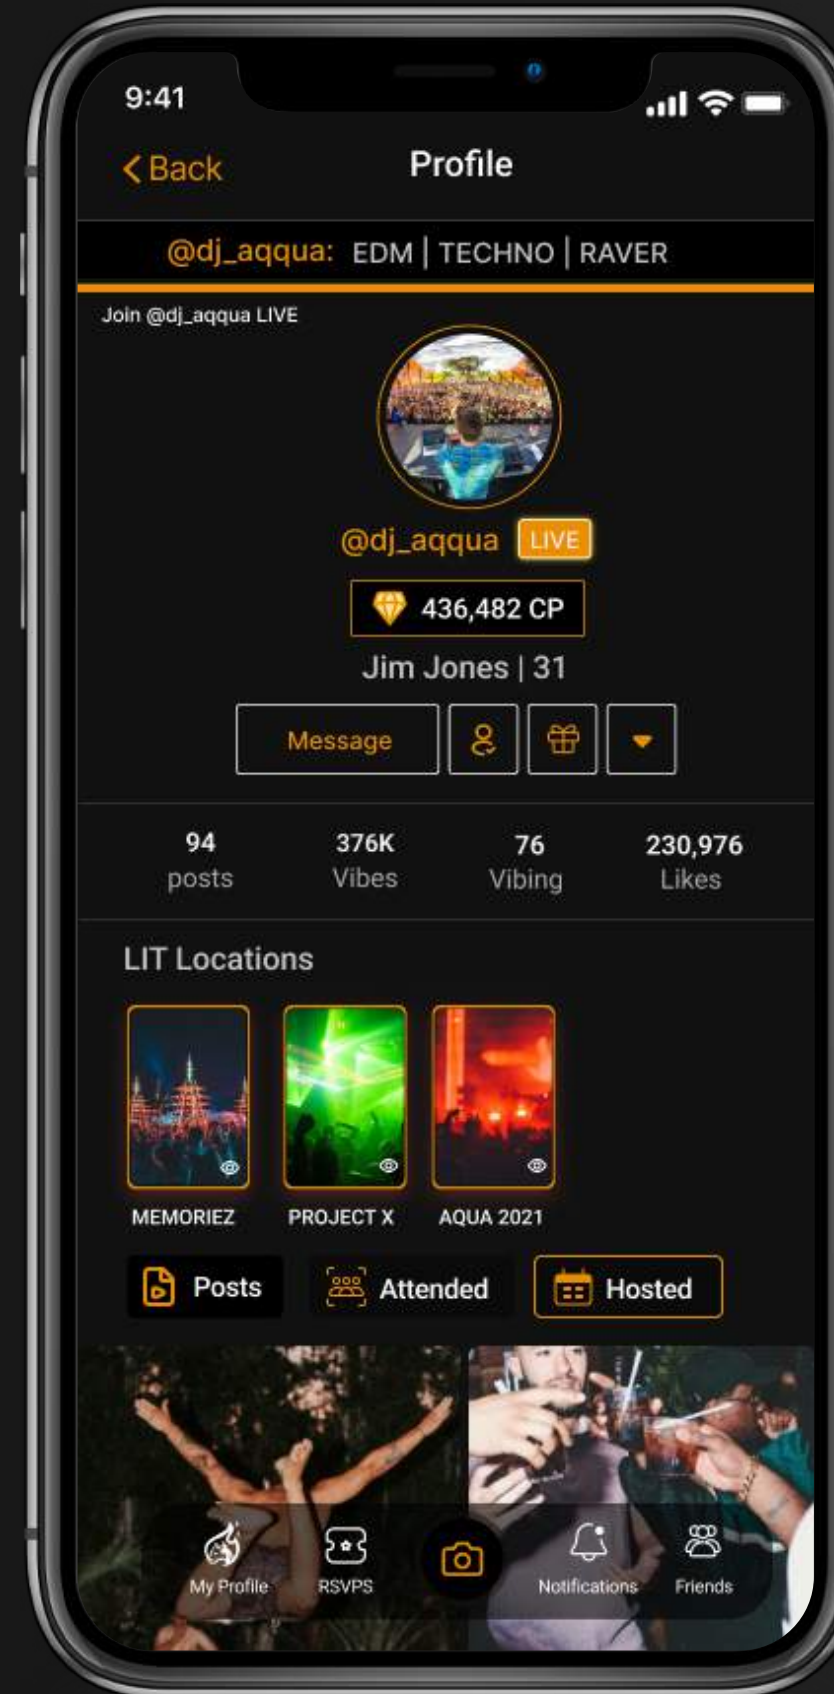 9:41
Back
Profile
@dj_aqqua: EDM | TECHNO | RAVER
Join @dj_aqqua LIVE
@dj_aqqua LIVE
436,482 CP
Jim Jones | 31
Message
94 376K 76 230,976
posts Vibes Vibing Likes
LIT Locations
MEMORIEZ PROJECT X AQUA 2021
Posts Attended Hosted
My Profile RSVPS Notifications Friends